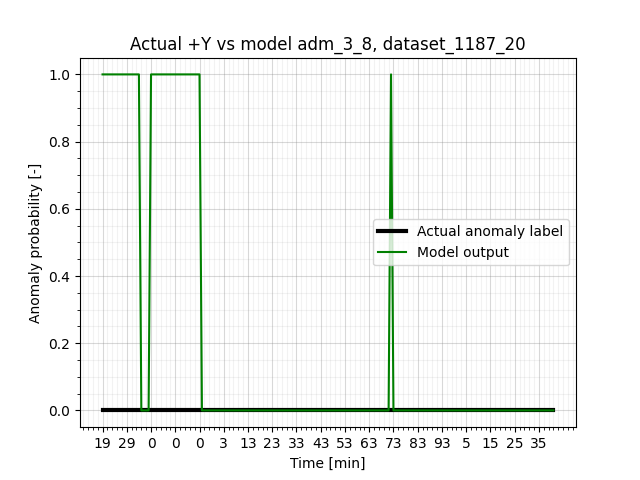 Actual +Y vs model adm_3_8, dataset_1187_20
1.0
0.8
0.6
0.4
0.2
0.0
Anomaly probability [-]
Actual anomaly label
Model output
19 29 0 0 0 3 13 23 33 43 53 63 73 83 93 5 15 25 35
Time [min]